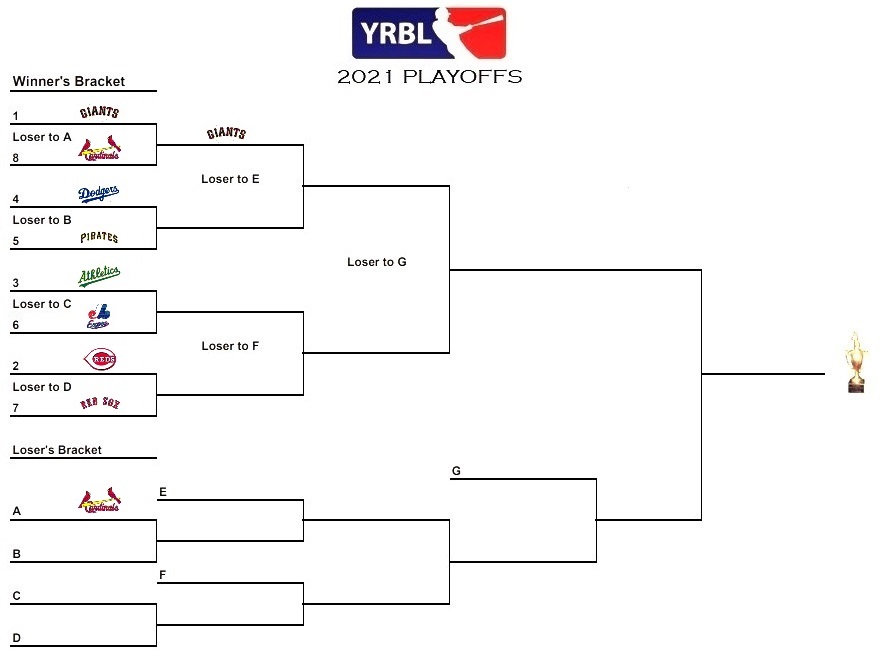 YRBL
2021 PLAYOFFS
Winner's Bracket
1 GIANTS
Loser to A
8 Cardinals
GIANTS
Loser to E
4 Dodgers
Loser to B
5 PIRATES
Loser to G
3 Athletics
Loser to C
6 Expos
Loser to F
2 REDS
Loser to D
7 RED SOX
Loser's Bracket
G
E
A Cardinals
B
F
C
D